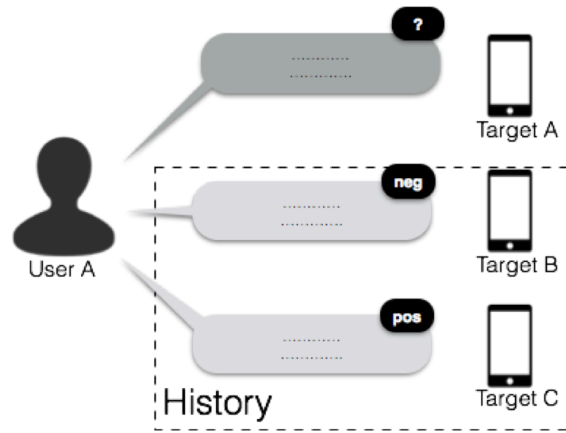 ?
Target A
neg
User A
Target B
pos
History
Target C